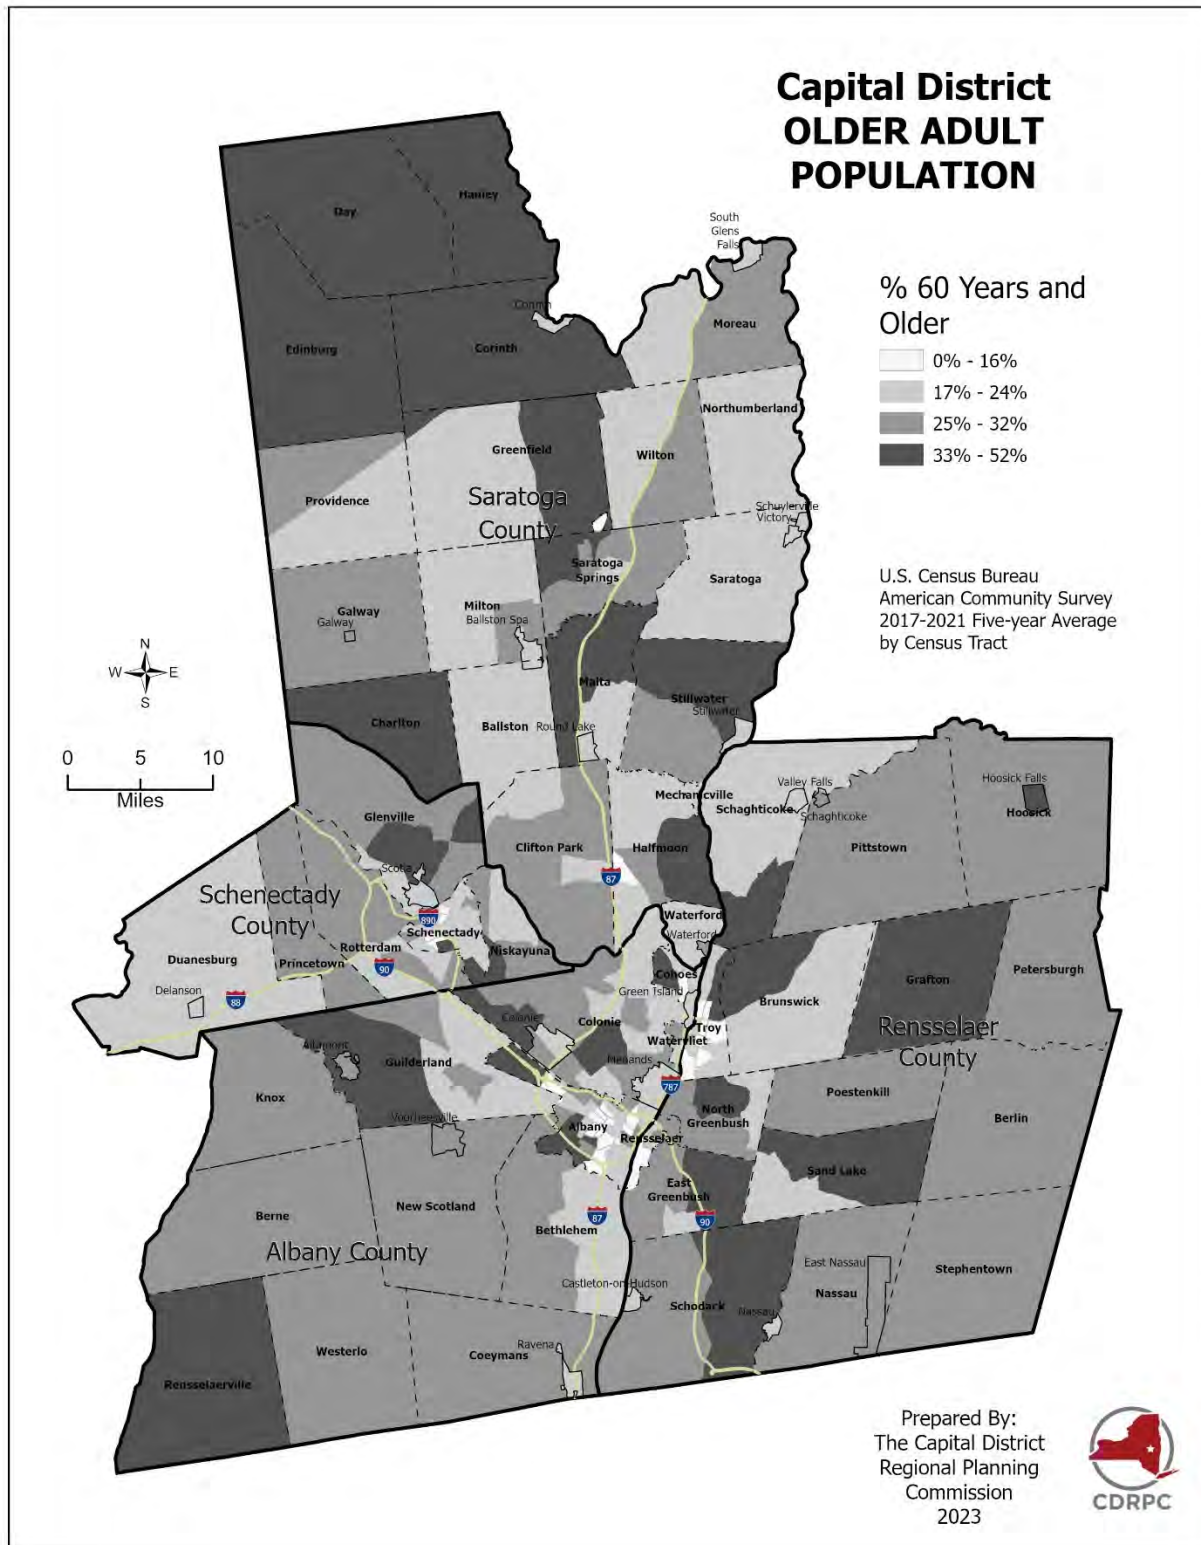 Capital District
OLDER ADULT
POPULATION
Hadley
Day
South
Glens
Falls
% 60 Years and
Older
0% - 16%
17% - 24%
25% - 32%
33% - 52%
Moreau
Corinth
Edinburg
Corinth
Northumberland
Greenfield
Wilton
Providence
Saratoga
County
Schuylerville
Victory
Saratoga
Springs
Saratoga
U.S. Census Bureau
American Community Survey
2017-2021 Five-year Average
by Census Tract
Galway
Galway
Milton
Ballston Spa
N
W
E
S
Malta
Stillwater
Stillwater
Charlton
Ballston
Round Lake
0
5
10
Miles
Mechanicville
Valley Falls
Schaghticoke
Schaghticoke
Hoosick Falls
Hoosick
Glenville
Clifton Park
Halfmoon
Pittstown
Scotia
87
Schenectady
County
890
Schenectady
Waterford
Waterford
Rotterdam
Niskayuna
Duanesburg
Princetown
90
Cohoes
Grafton
Petersburgh
Delanson
88
Green Island
Brunswick
Colonie
Colonie
Troy
Watervliet
Rensselaer
County
Altamont
Guilderland
Menands
787
Knox
Poestenkill
Voorheesville
Albany
North
Greenbush
Rensselaer
Berlin
Sand Lake
East
Greenbush
New Scotland
Berne
Bethlehem
87
90
Albany County
East Nassau
Nassau
Stephentown
Castleton-on-Hudson
Schodack
Nassau
Ravena
Westerlo
Coeymans
Rensselaerville
Prepared By:
The Capital District
Regional Planning
Commission
2023
CDRPC